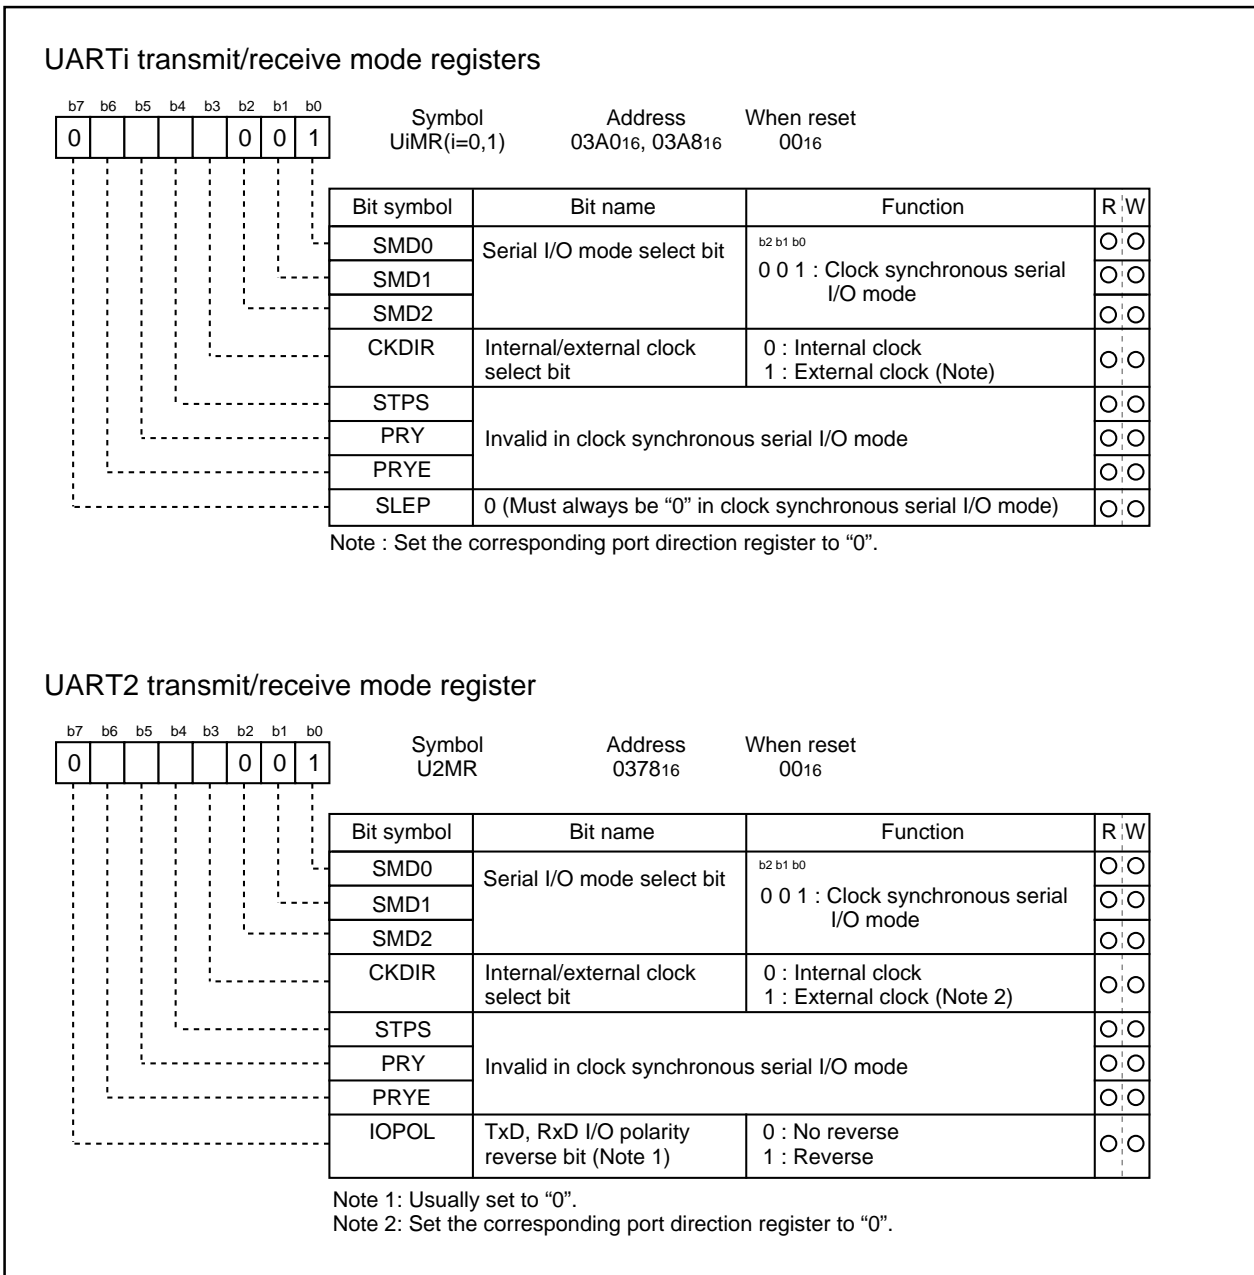 UARTi transmit/receive mode registers
b7 b6 b5 b4 b3 b2 b1 b0
0 0 0 1
Symbol Address When reset
UiMR(i=0,1) 03A016, 03A816 0016
Bit symbol Bit name Function R W
SMD0 Serial I/O mode select bit b2 b1 b0
SMD1 0 0 1 : Clock synchronous serial
I/O mode
SMD2
CKDIR Internal/external clock 0 : Internal clock
select bit 1 : External clock (Note)
STPS
PRY Invalid in clock synchronous serial I/O mode
PRYE
SLEP 0 (Must always be “0” in clock synchronous serial I/O mode)
Note : Set the corresponding port direction register to “0”.
UART2 transmit/receive mode register
b7 b6 b5 b4 b3 b2 b1 b0
0 0 0 1
Symbol Address When reset
U2MR 037816 0016
Bit symbol Bit name Function R W
SMD0 Serial I/O mode select bit b2 b1 b0
SMD1 0 0 1 : Clock synchronous serial
I/O mode
SMD2
CKDIR Internal/external clock 0 : Internal clock
select bit 1 : External clock (Note 2)
STPS
PRY Invalid in clock synchronous serial I/O mode
PRYE
IOPOL TxD, RxD I/O polarity 0 : No reverse
reverse bit (Note 1) 1 : Reverse
Note 1: Usually set to “0”.
Note 2: Set the corresponding port direction register to “0”.